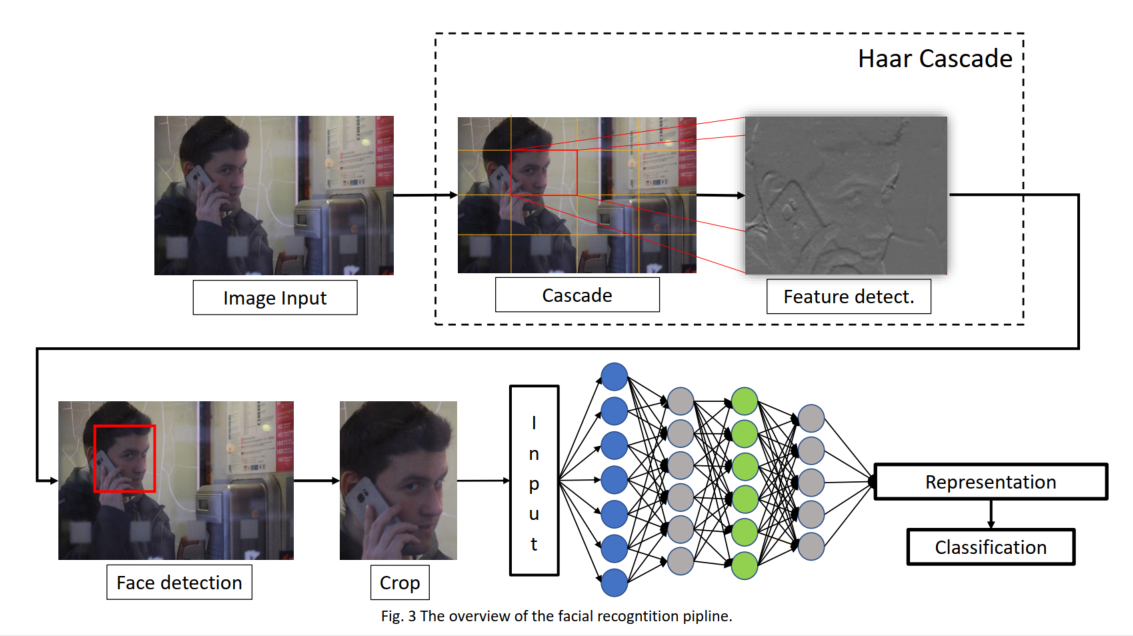 Haar Cascade
Image Input
Cascade
Feature detect.
Face detection
Crop
Input
Representation
Classification
Fig. 3 The overview of the facial recogntition pipline.